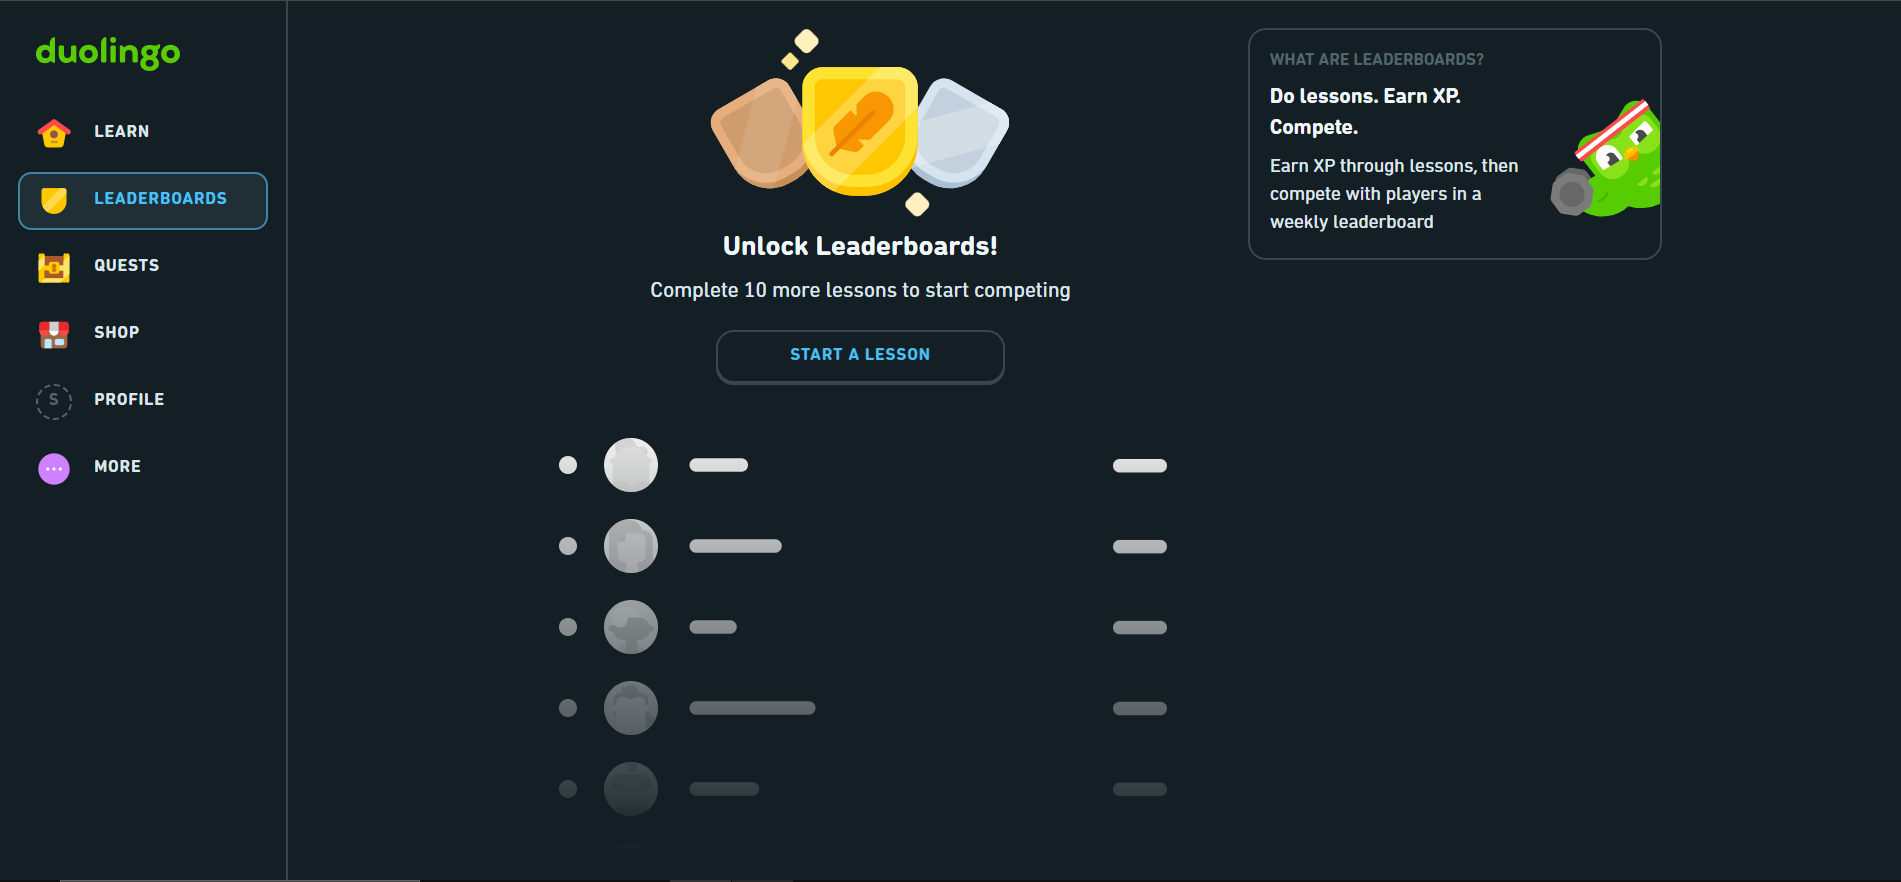 duolingo
LEARN
LEADERBOARDS
QUESTS
SHOP
S
PROFILE
MORE
Unlock Leaderboards!
Complete 10 more lessons to start competing
START A LESSON
WHAT ARE LEADERBOARDS?
Do lessons. Earn XP.
Compete.
Earn XP through lessons, then
compete with players in a
weekly leaderboard